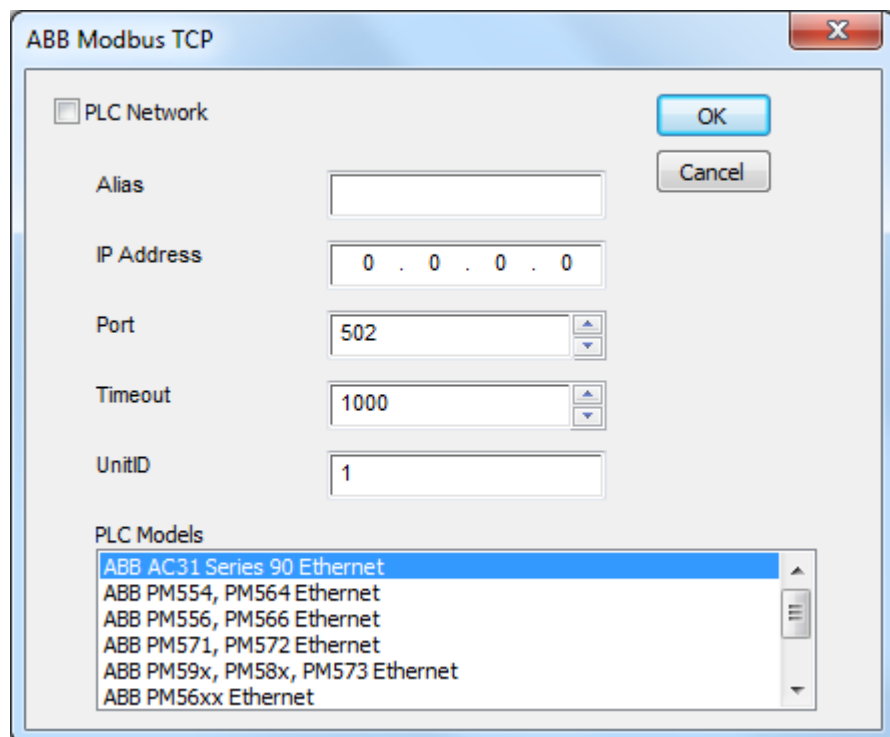 ABB Modbus TCP
PLC Network
OK
Cancel
Alias
IP Address 0 . 0 . 0 . 0
Port 502
Timeout 1000
UnitID 1
PLC Models
ABB AC31 Series 90 Ethernet
ABB PM554, PM564 Ethernet
ABB PM556, PM566 Ethernet
ABB PM571, PM572 Ethernet
ABB PM59x, PM58x, PM573 Ethernet
ABB PM56xx Ethernet